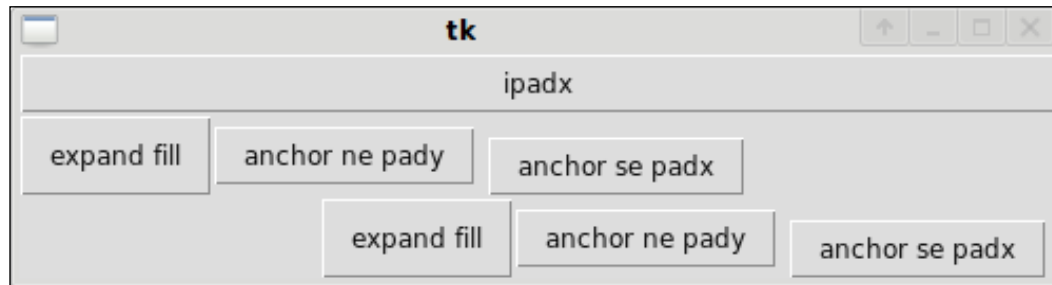 tk
ipadx
expand fill anchor ne pady anchor se padx
expand fill anchor ne pady anchor se padx